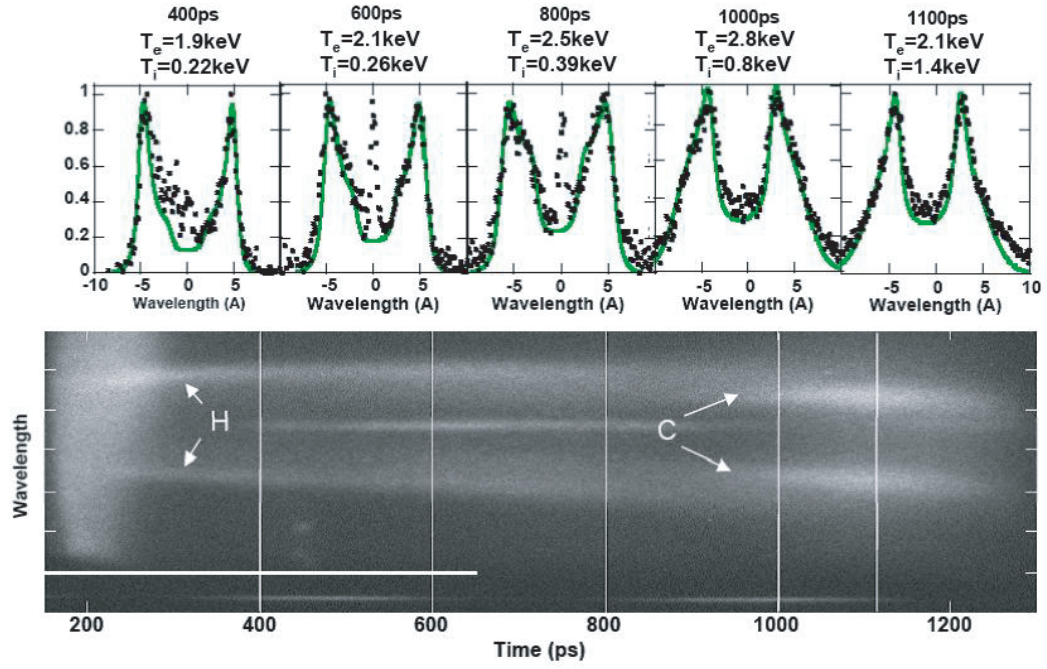 400ps 600ps 800ps 1000ps 1100ps
Te=1.9keV Te=2.1keV Te=2.5keV Te=2.8keV Te=2.1keV
Ti=0.22keV Ti=0.26keV Ti=0.39keV Ti=0.8keV Ti=1.4keV
1
0.8
0.6
0.4
0.2
0
-10 -5 0 5 -5 0 5 -5 0 5 -5 0 5 -5 0 5 10
Wavelength (A) Wavelength (A) Wavelength (A) Wavelength (A) Wavelength (A)
Wavelength
H
C
200 400 600 800 1000 1200
Time (ps)